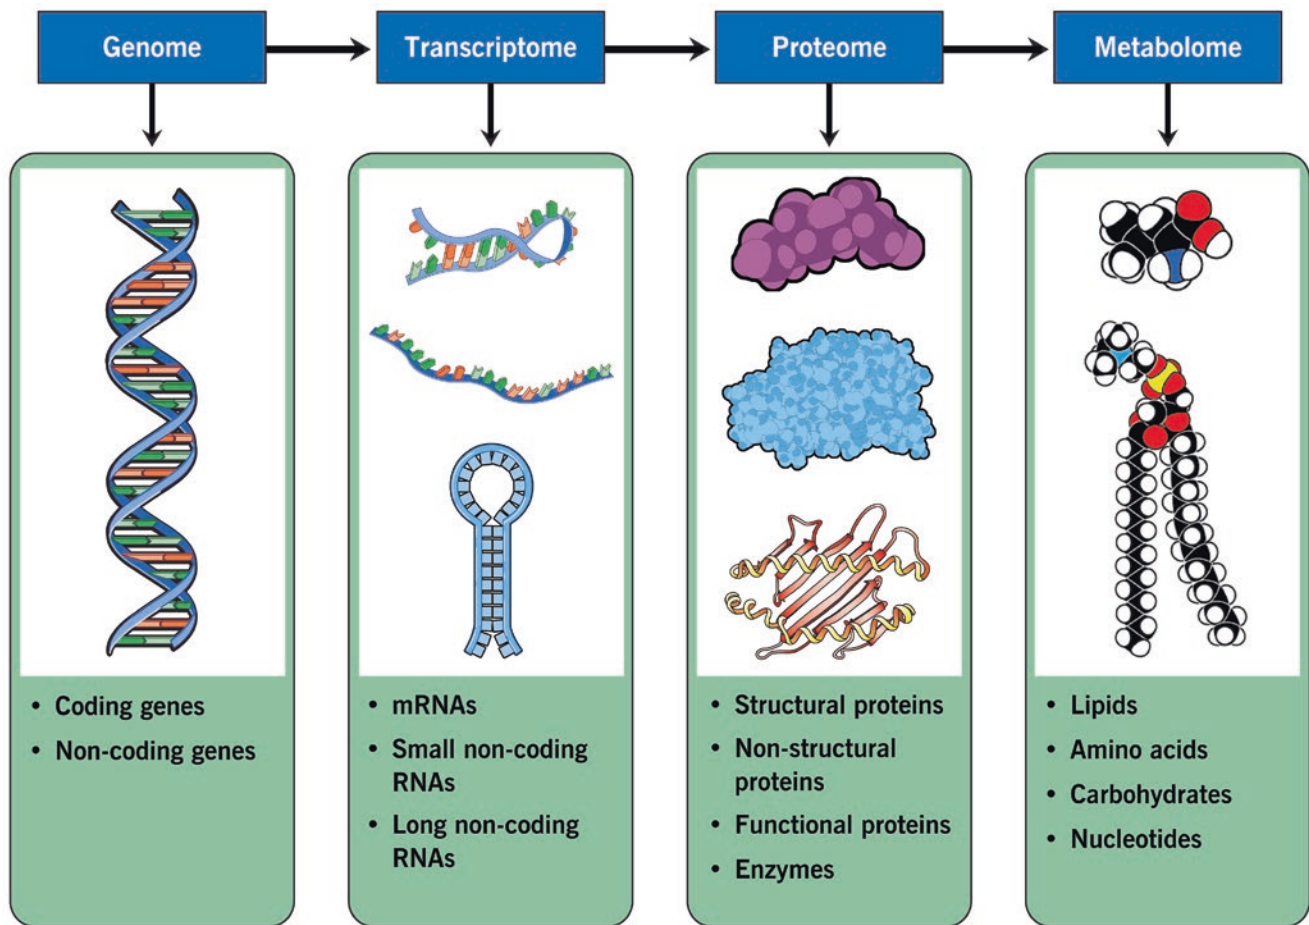 Genome
Transcriptome
Proteome
Metabolome
• Coding genes
• Non-coding genes
• mRNAs
• Small non-coding
RNAs
• Long non-coding
RNAs
• Structural proteins
• Non-structural
proteins
• Functional proteins
• Enzymes
• Lipids
• Amino acids
• Carbohydrates
• Nucleotides